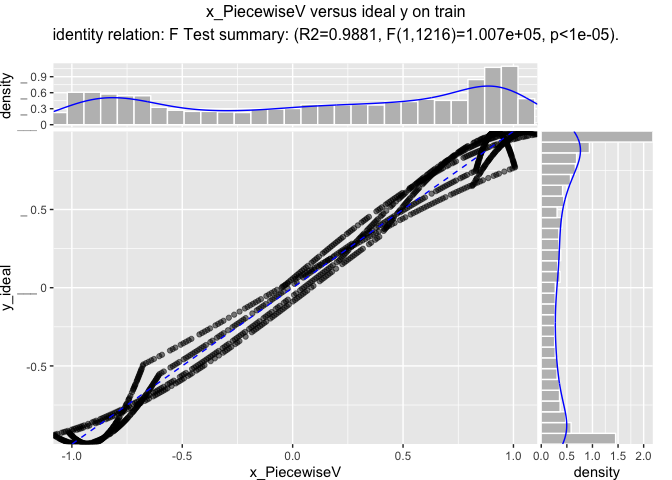 x_PiecewiseV versus ideal y on train
identity relation: F Test summary: (R2=0.9881, F(1,1216)=1.007e+05, p<1e-05).
density
0.9
0.6
0.3
0
y_ideal
0.5
0
-0.5
-1.0
-0.5
0.0
0.5
1.0
x_PiecewiseV
0.0
0.5
1.0
1.5
2.0
density